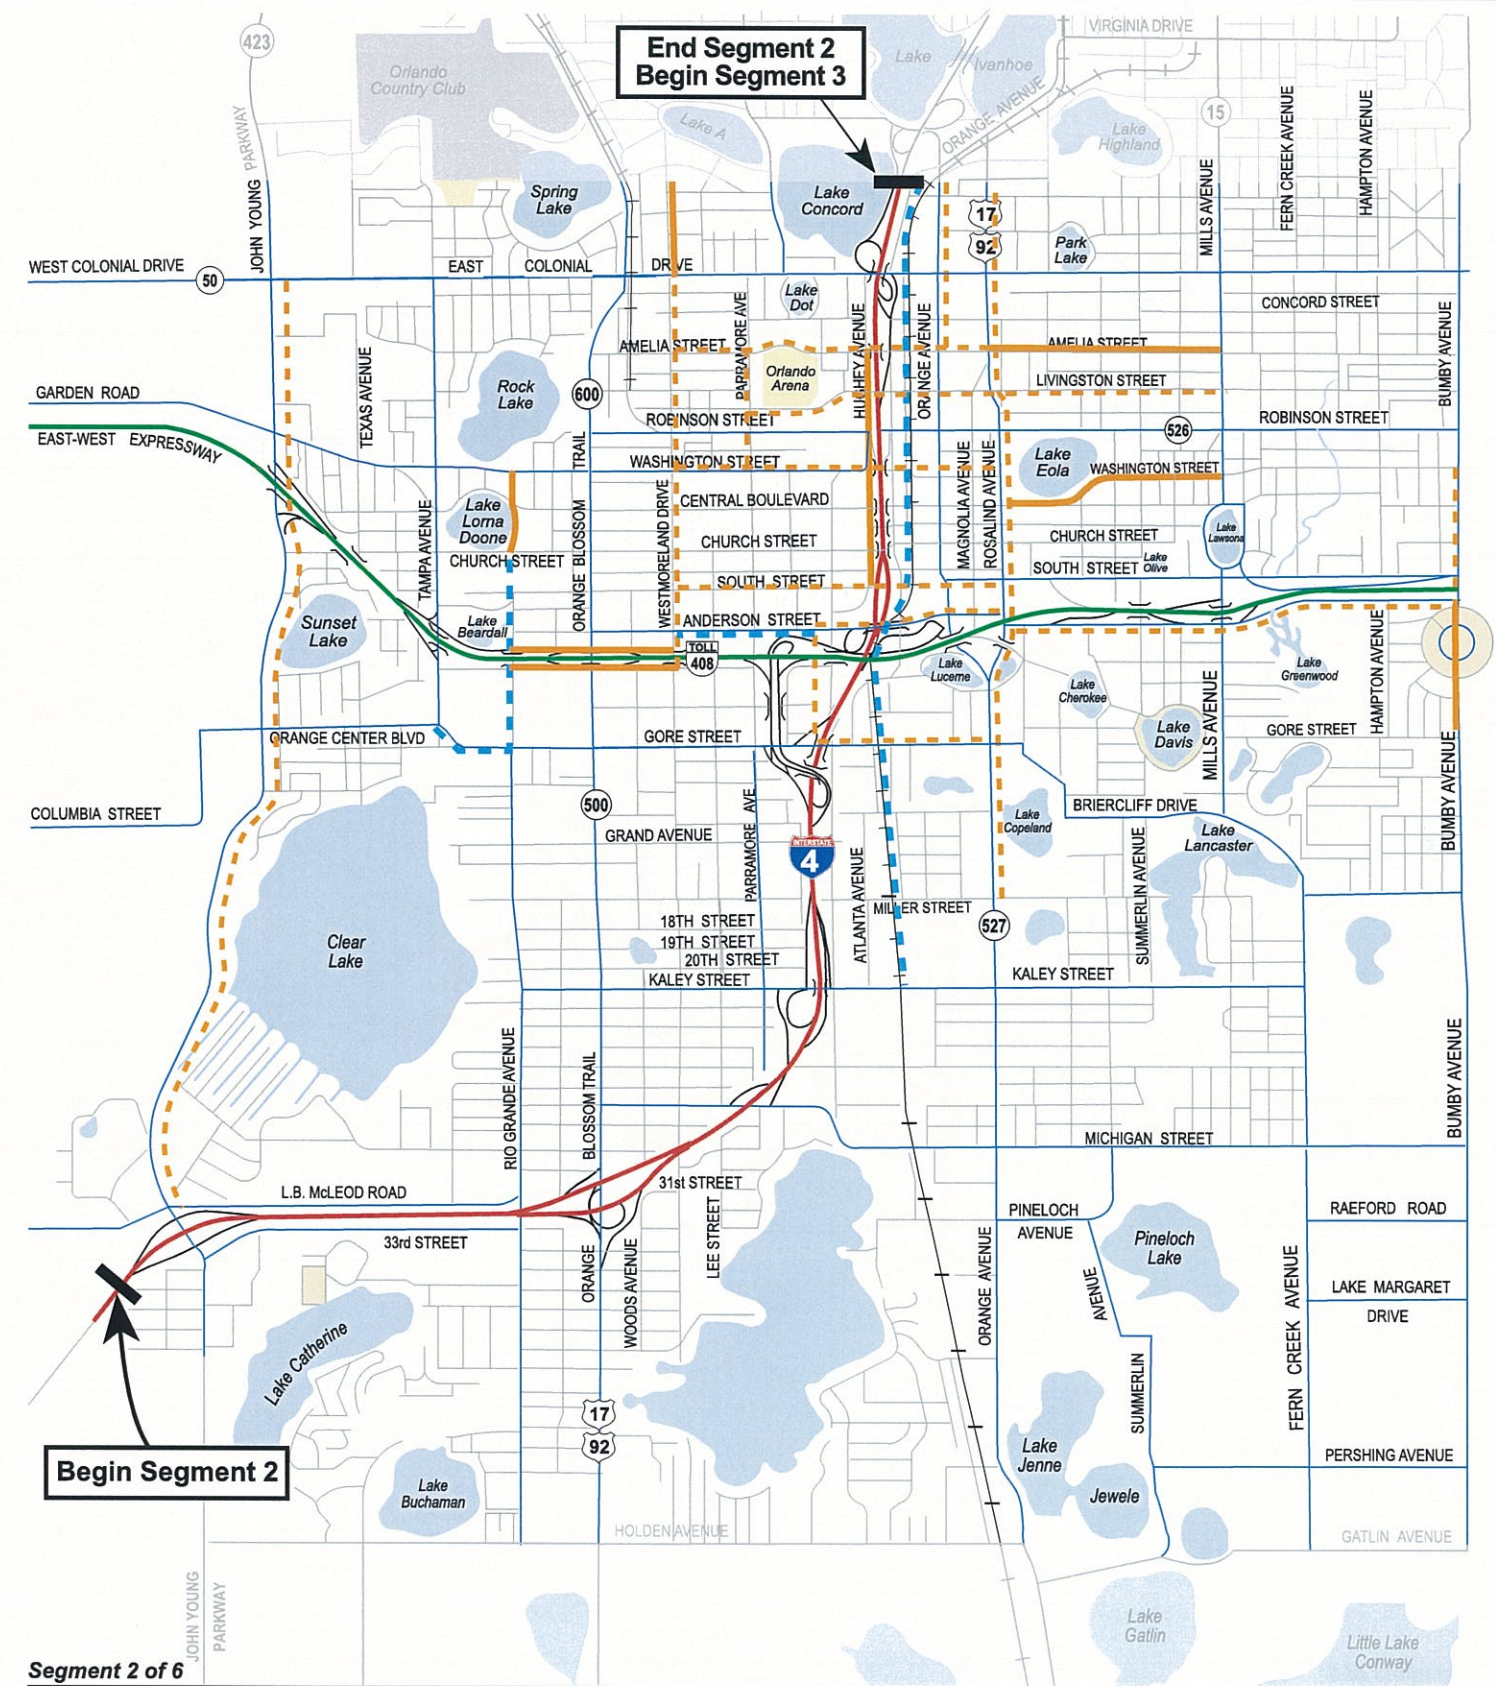 423
End Segment 2
Begin Segment 3
VIRGINIA DRIVE
Lake
Ivanhoe
Orlando
Country Club
JOHN YOUNG PARKWAY
Lake A
ORANGE AVENUE
Lake
Highland
15
FERN CREEK AVENUE
HAMPTON AVENUE
MILLS AVENUE
Spring
Lake
Lake
Concord
17
92
Park
Lake
WEST COLONIAL DRIVE
50
EAST COLONIAL DRIVE
Lake
Dot
CONCORD STREET
PARRAMORE AVE
HUGHEY AVENUE
ORANGE AVENUE
BUMBY AVENUE
AMELIA STREET
AMELIA STREET
TEXAS AVENUE
Orlando
Arena
LIVINGSTON STREET
Rock
Lake
GARDEN ROAD
600
ROBINSON STREET
ROBINSON STREET
526
EAST-WEST EXPRESSWAY
WASHINGTON STREET
Lake
Eola
WASHINGTON STREET
ORANGE BLOSSOM TRAIL
CENTRAL BOULEVARD
MAGNOLIA AVENUE
ROSALIND AVENUE
Lake
Lorna
Doone
TAMPA AVENUE
WESTMORELAND DRIVE
CHURCH STREET
CHURCH STREET
CHURCH STREET
Lake
Lawsona
SOUTH STREET
SOUTH STREET
Lake
Olive
Sunset
Lake
Lake
Beardall
ANDERSON STREET
TOLL
408
Lake
Lucerne
Lake
Cherokee
Lake
Greenwood
HAMPTON AVENUE
Lake
Davis
MILLS AVENUE
ORANGE CENTER BLVD
GORE STREET
GORE STREET
BUMBY AVENUE
COLUMBIA STREET
500
GRAND AVENUE
PARRAMORE AVE
INTERSTATE
4
Lake
Copeland
BRIERCLIFF DRIVE
Lake
Lancaster
SUMMERLIN AVENUE
ATLANTA AVENUE
MILLER STREET
18TH STREET
19TH STREET
20TH STREET
KALEY STREET
527
KALEY STREET
Clear
Lake
RIO GRANDE AVENUE
BLOSSOM TRAIL
BUMBY AVENUE
MICHIGAN STREET
L.B. McLEOD ROAD
31st STREET
33rd STREET
LEE STREET
ORANGE
WOODS AVENUE
PINELOCH
AVENUE
RAEFORD ROAD
Pineloch
Lake
ORANGE AVENUE
AVENUE
SUMMERLIN
FERN CREEK AVENUE
LAKE MARGARET
DRIVE
Lake Catherine
17
92
Begin Segment 2
Lake
Buchaman
Lake
Jenne
Jewele
PERSHING AVENUE
HOLDEN AVENUE
GATLIN AVENUE
JOHN YOUNG
PARKWAY
Lake
Gatlin
Little Lake
Conway
Segment 2 of 6